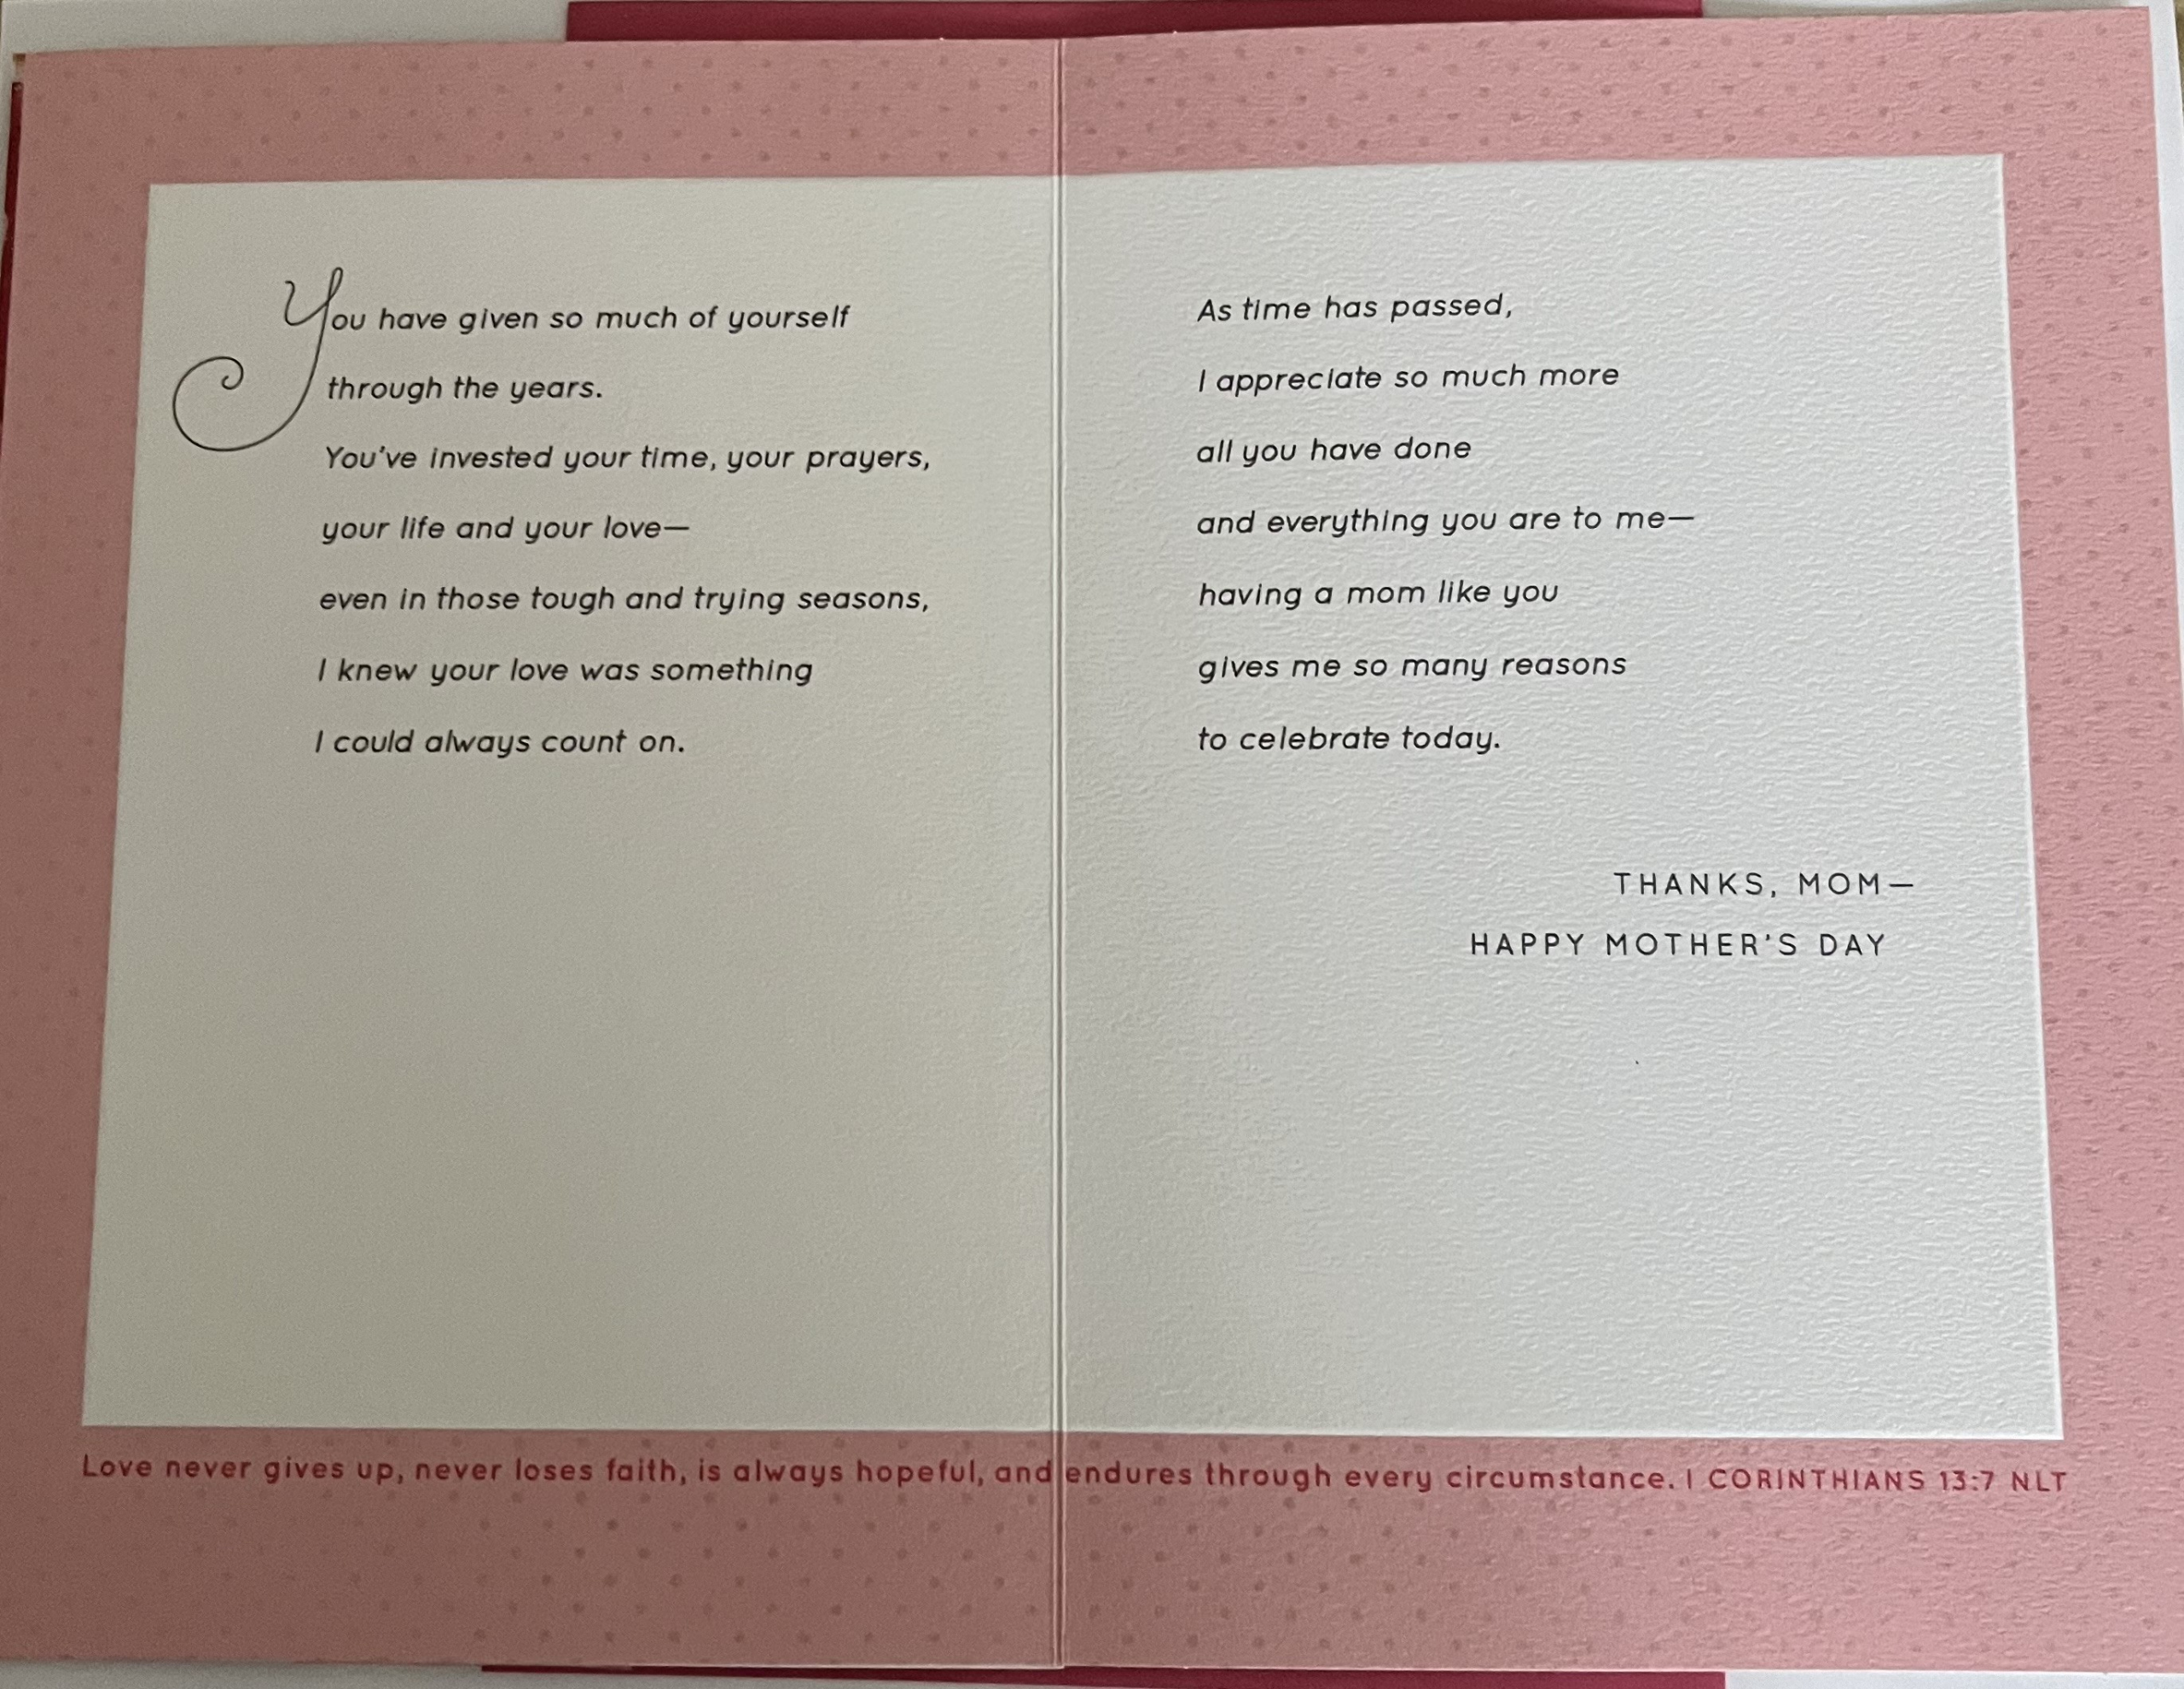 You have given so much of yourself
through the years.
You've invested your time, your prayers,
your life and your love—
even in those tough and trying seasons,
I knew your love was something
I could always count on.
As time has passed,
I appreciate so much more
all you have done
and everything you are to me—
having a mom like you
gives me so many reasons
to celebrate today.
THANKS, MOM—
HAPPY MOTHER'S DAY
Love never gives up, never loses faith, is always hopeful, and endures through every circumstance. I CORINTHIANS 13:7 NLT